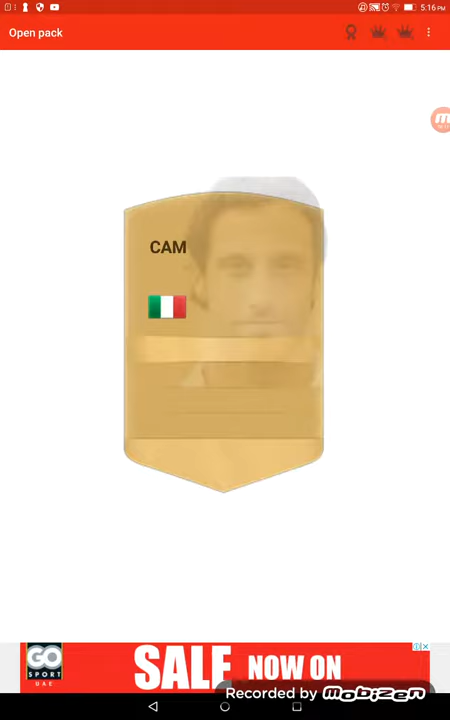 5:16 PM
Open pack
CAM
GO
SPORT
UAE
SALE NOW ON
Recorded by mobizen